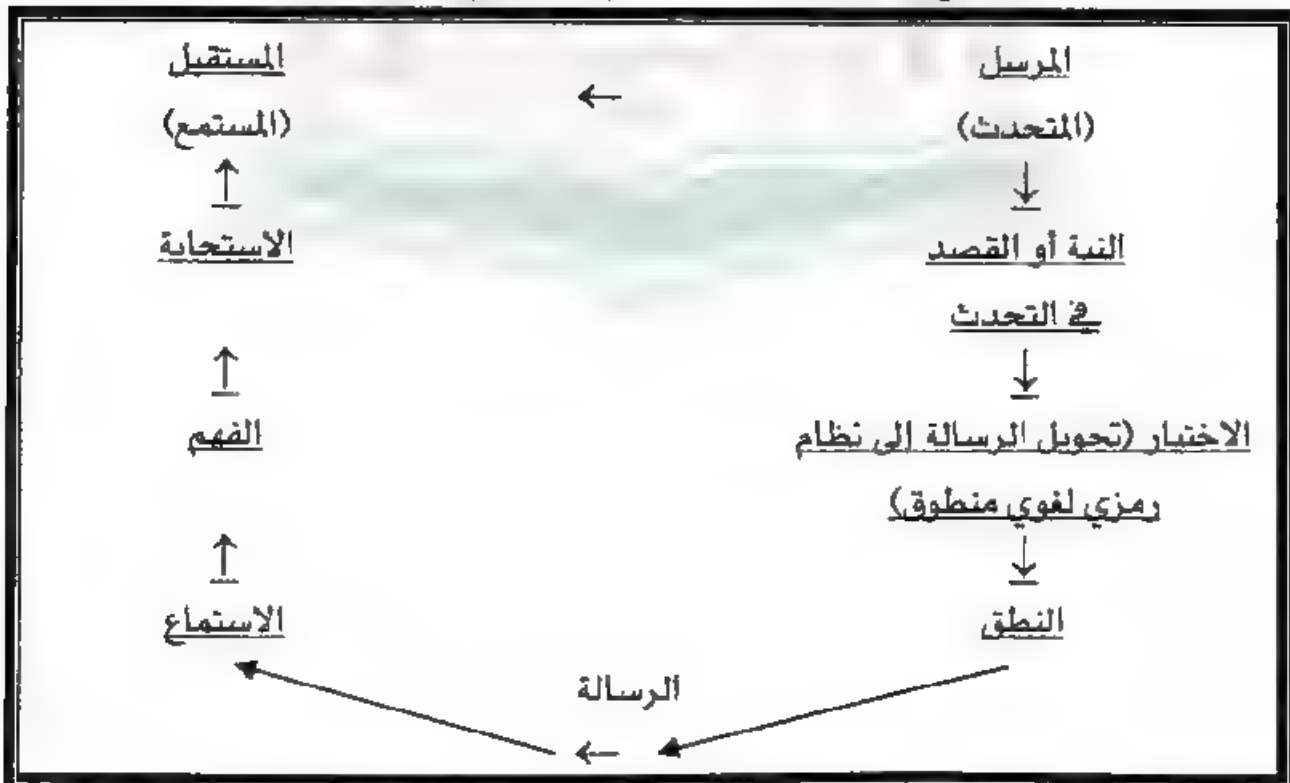 المرسل ← المستقبل
(المتحدث) (المستمع)
↓ ↑
النية أو القصد الاستجابة
في التحدث
↓ ↑
الاختيار (تحويل الرسالة إلى نظام الفهم
رمزي لغوي منطوق)
↓ ↑
النطق الاستماع
الرسالة
←